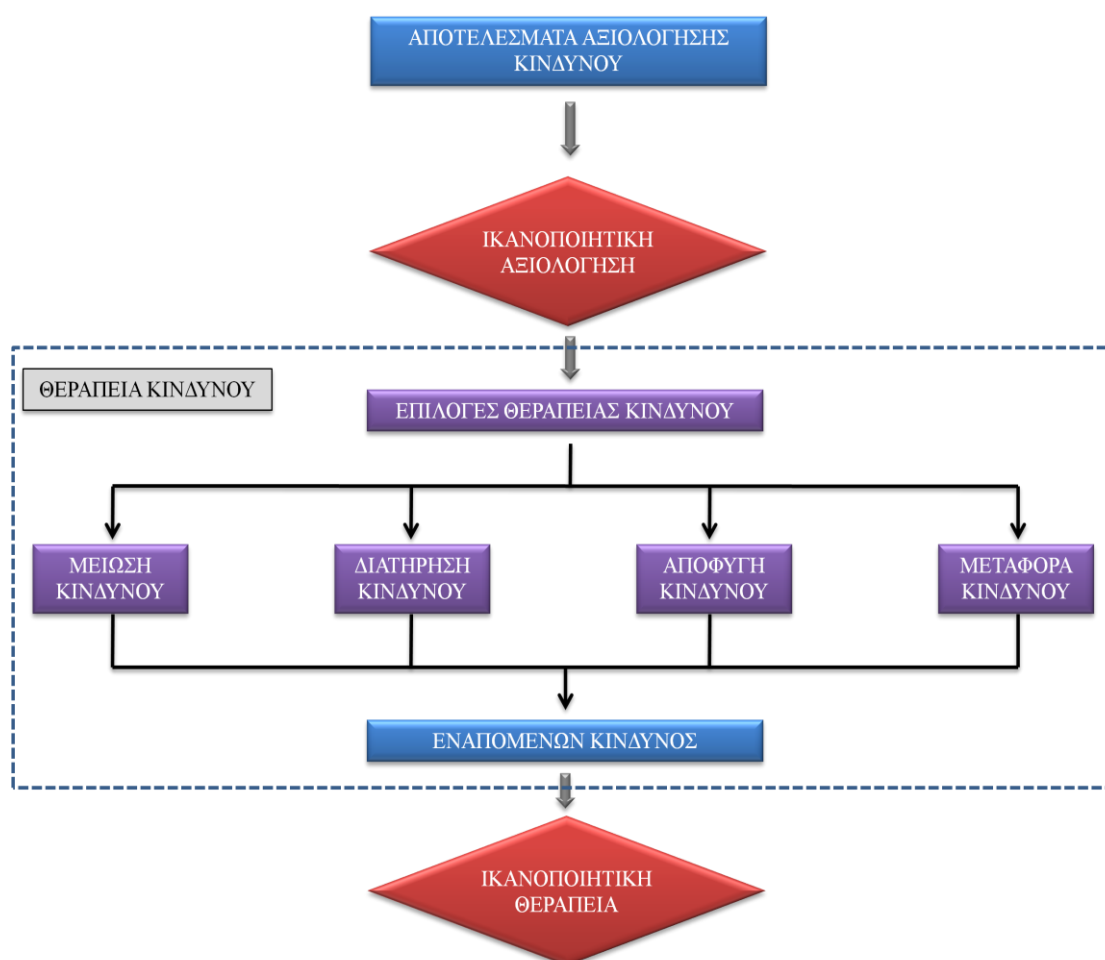 ΑΠΟΤΕΛΕΣΜΑΤΑ ΑΞΙΟΛΟΓΗΣΗΣ
ΚΙΝΔΥΝΟΥ
ΙΚΑΝΟΠΟΙΗΤΙΚΗ
ΑΞΙΟΛΟΓΗΣΗ
ΘΕΡΑΠΕΙΑ ΚΙΝΔΥΝΟΥ
ΕΠΙΛΟΓΕΣ ΘΕΡΑΠΕΙΑΣ ΚΙΝΔΥΝΟΥ
ΜΕΙΩΣΗ
ΚΙΝΔΥΝΟΥ
ΔΙΑΤΗΡΗΣΗ
ΚΙΝΔΥΝΟΥ
ΑΠΟΦΥΓΗ
ΚΙΝΔΥΝΟΥ
ΜΕΤΑΦΟΡΑ
ΚΙΝΔΥΝΟΥ
ΕΝΑΠΟΜΕΝΩΝ ΚΙΝΔΥΝΟΣ
ΙΚΑΝΟΠΟΙΗΤΙΚΗ
ΘΕΡΑΠΕΙΑ